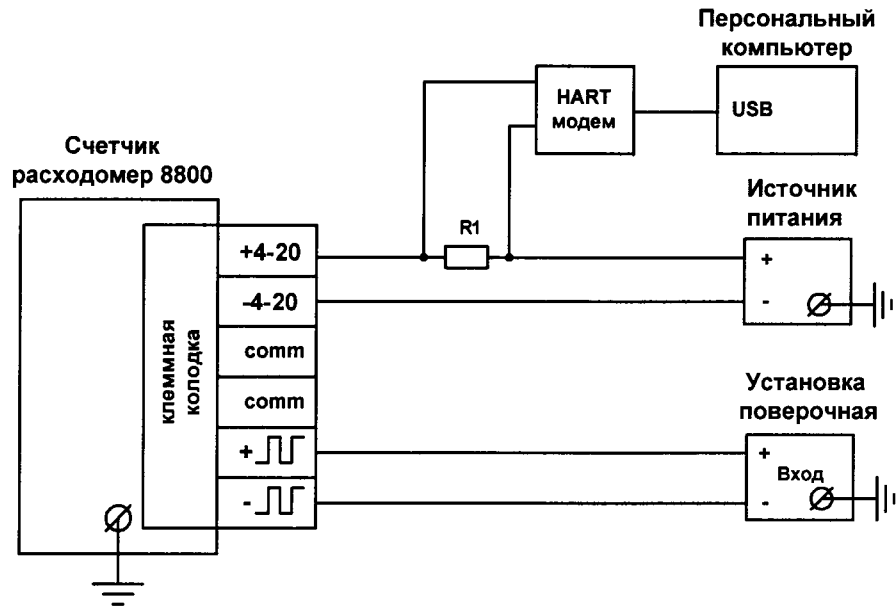 Персональный
компьютер
HART
модем
USB
Счетчик
расходомер 8800
Источник
питания
R1
+4-20
+
-4-20
-
клеммная
колодка
comm
comm
Установка
поверочная
+
+
Вход
-
-